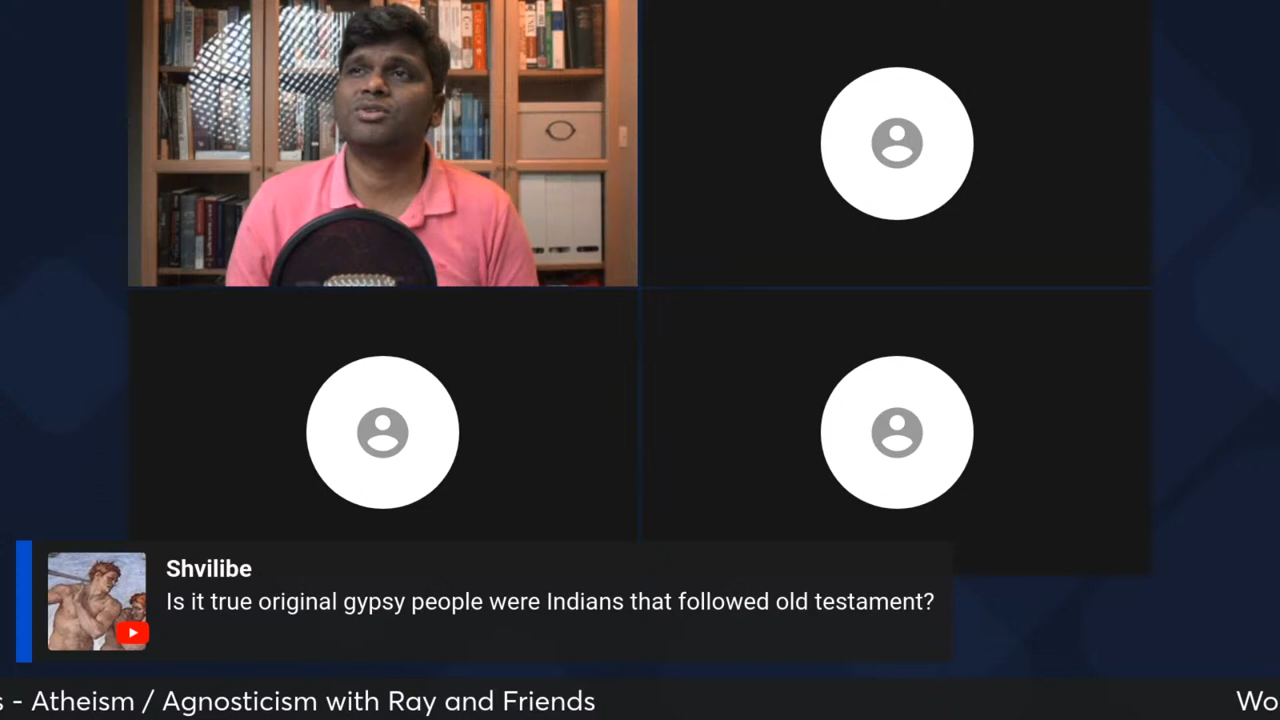 Shvilibe
Is it true original gypsy people were Indians that followed old testament?
s - Atheism / Agnosticism with Ray and Friends
Wo